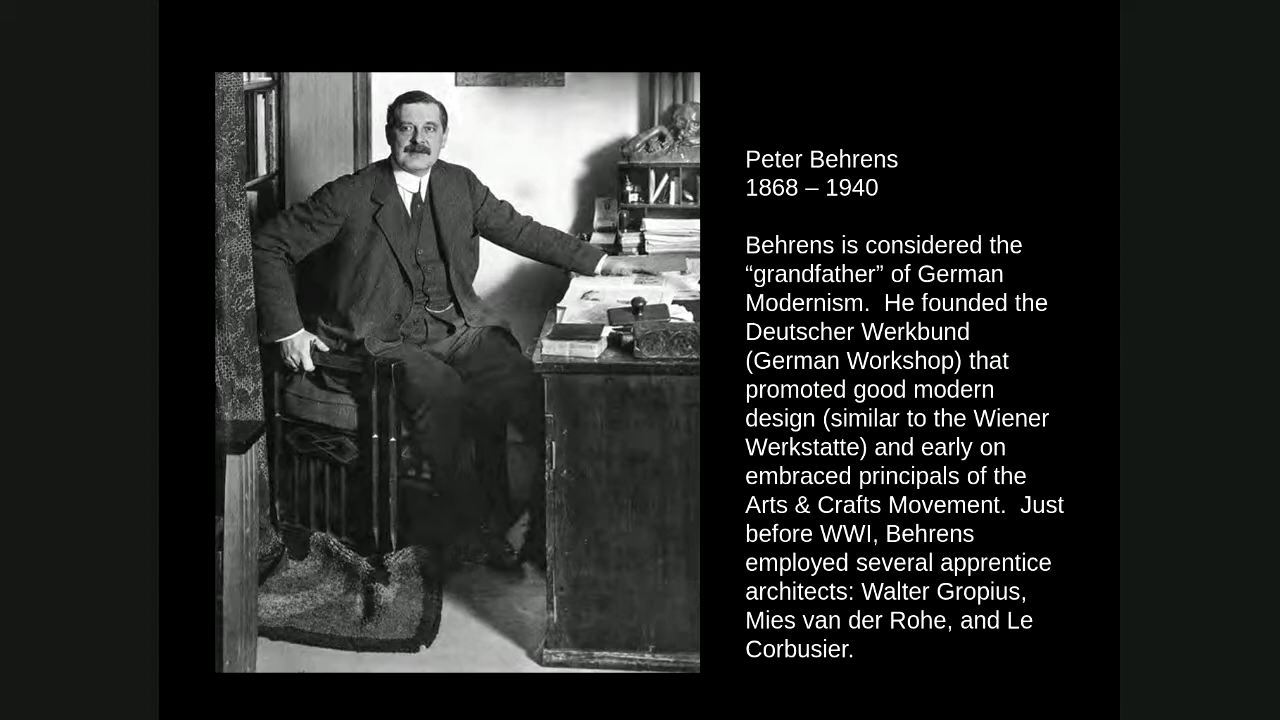 Peter Behrens
1868 – 1940
Behrens is considered the
“grandfather” of German
Modernism.  He founded the
Deutscher Werkbund
(German Workshop) that
promoted good modern
design (similar to the Wiener
Werkstatte) and early on
embraced principals of the
Arts & Crafts Movement.  Just
before WWI, Behrens
employed several apprentice
architects: Walter Gropius,
Mies van der Rohe, and Le
Corbusier.